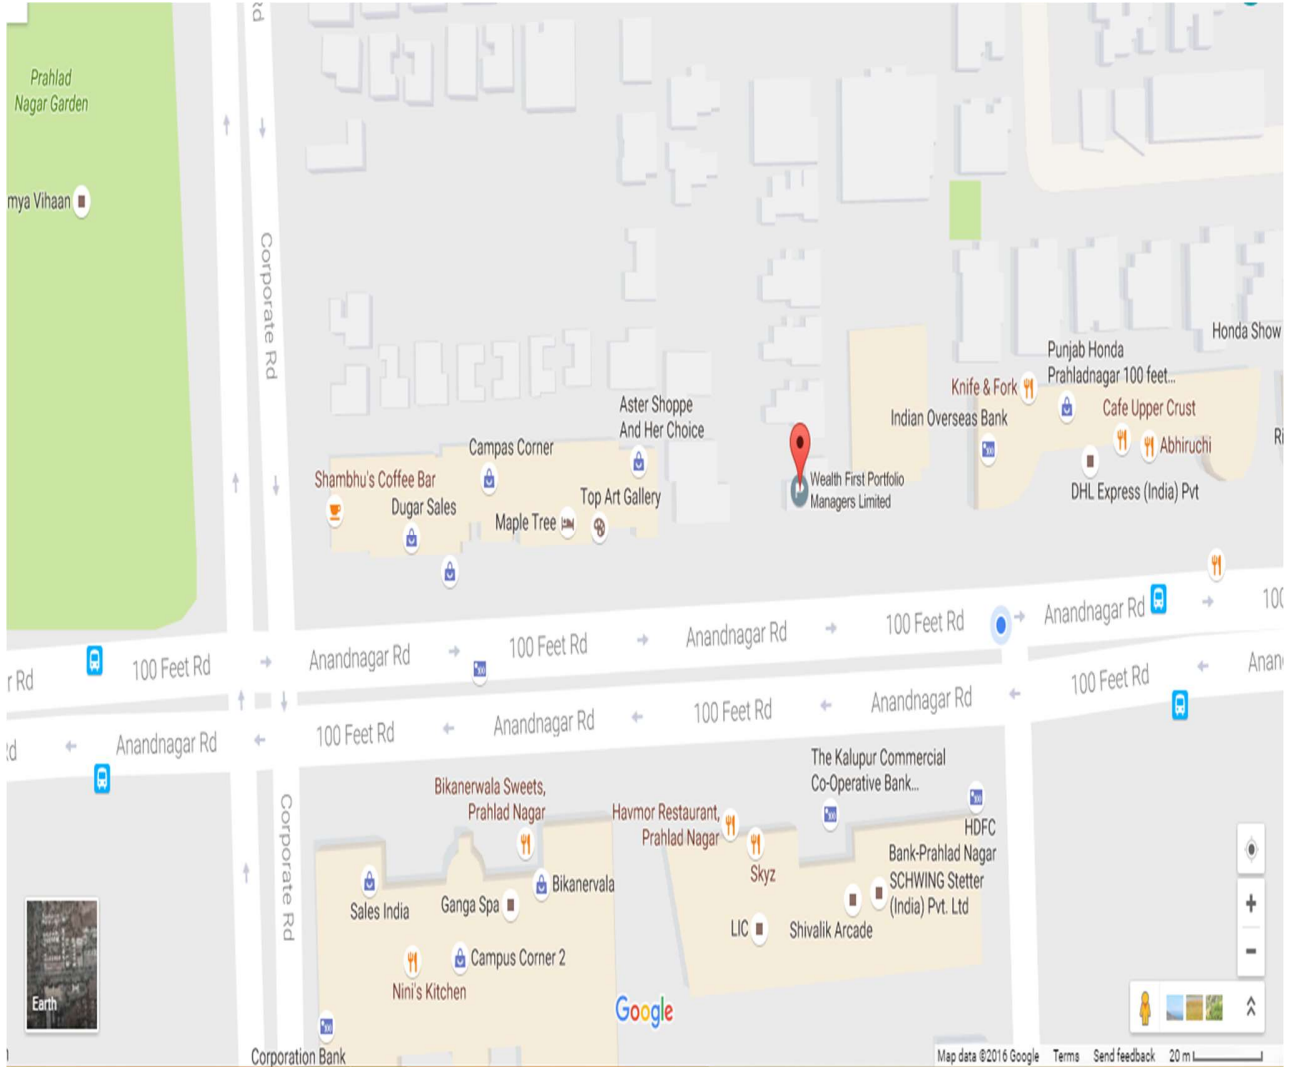 Rd
Prahlad
Nagar Garden
mya Vihaan
Corporate Rd
Honda Show
Punjab Honda
Prahladnagar 100 feet...
Knife & Fork
Cafe Upper Crust
Aster Shoppe
And Her Choice
Indian Overseas Bank
Abhiruchi
Ri
Campas Corner
Shambhu's Coffee Bar
Wealth First Portfolio
Managers Limited
DHL Express (India) Pvt
Top Art Gallery
Dugar Sales
Maple Tree
r Rd
100 Feet Rd
Anandnagar Rd
100 Feet Rd
Anandnagar Rd
100 Feet Rd
Anandnagar Rd
100
Rd
Anandnagar Rd
100 Feet Rd
Anandnagar Rd
100 Feet Rd
Anandnagar Rd
100 Feet Rd
Anan
Corporate Rd
The Kalupur Commercial
Co-Operative Bank...
Bikanerwala Sweets,
Prahlad Nagar
Havmor Restaurant,
Prahlad Nagar
HDFC
Bank-Prahlad Nagar
Skyz
SCHWING Stetter
(India) Pvt. Ltd
Bikanervala
Sales India
Ganga Spa
LIC
Shivalik Arcade
Campus Corner 2
Nini's Kitchen
Earth
Google
Corporation Bank
Map data ©2016 Google Terms Send feedback 20 m